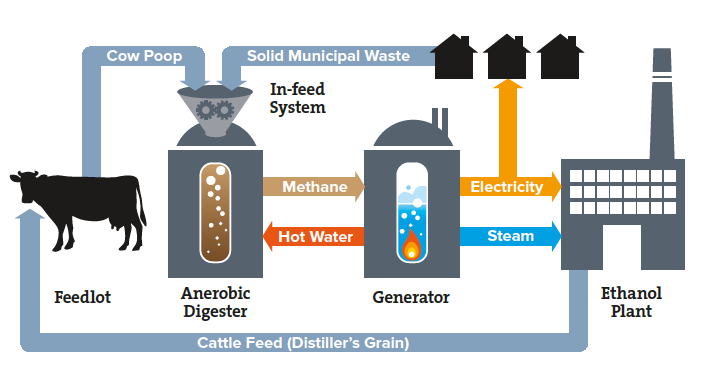 Cow Poop
Solid Municipal Waste
In-feed
System
Methane
Electricity
Hot Water
Steam
Feedlot
Anerobic
Digester
Generator
Ethanol
Plant
Cattle Feed (Distiller's Grain)